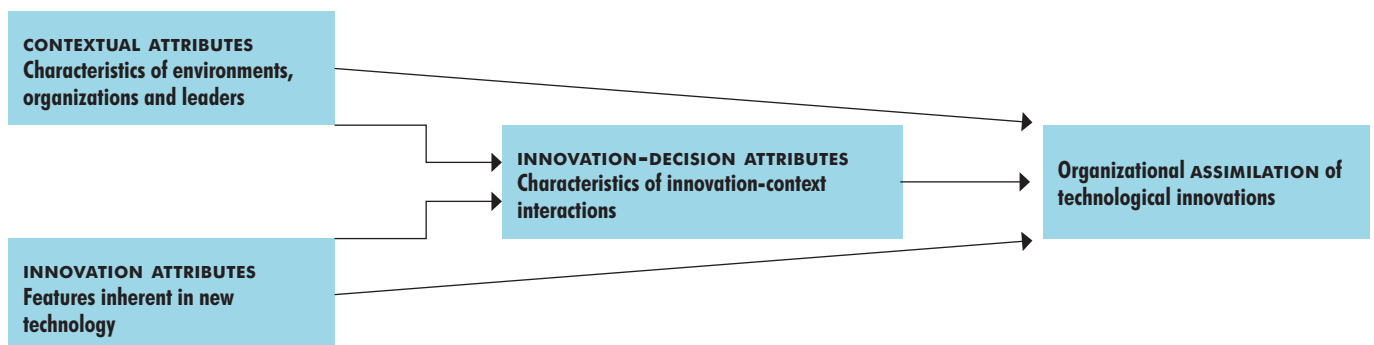 CONTEXTUAL ATTRIBUTES
Characteristics of environments,
organizations and leaders
INNOVATION-DECISION ATTRIBUTES
Characteristics of innovation-context
interactions
Organizational ASSIMILATION of
technological innovations
INNOVATION ATTRIBUTES
Features inherent in new
technology